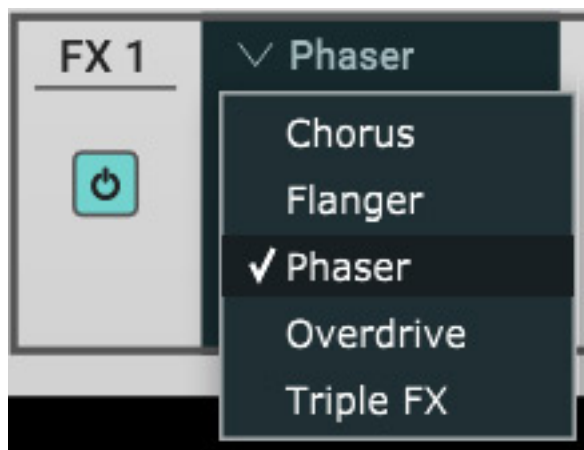 FX 1
Phaser
Chorus
Flanger
Phaser
Overdrive
Triple FX